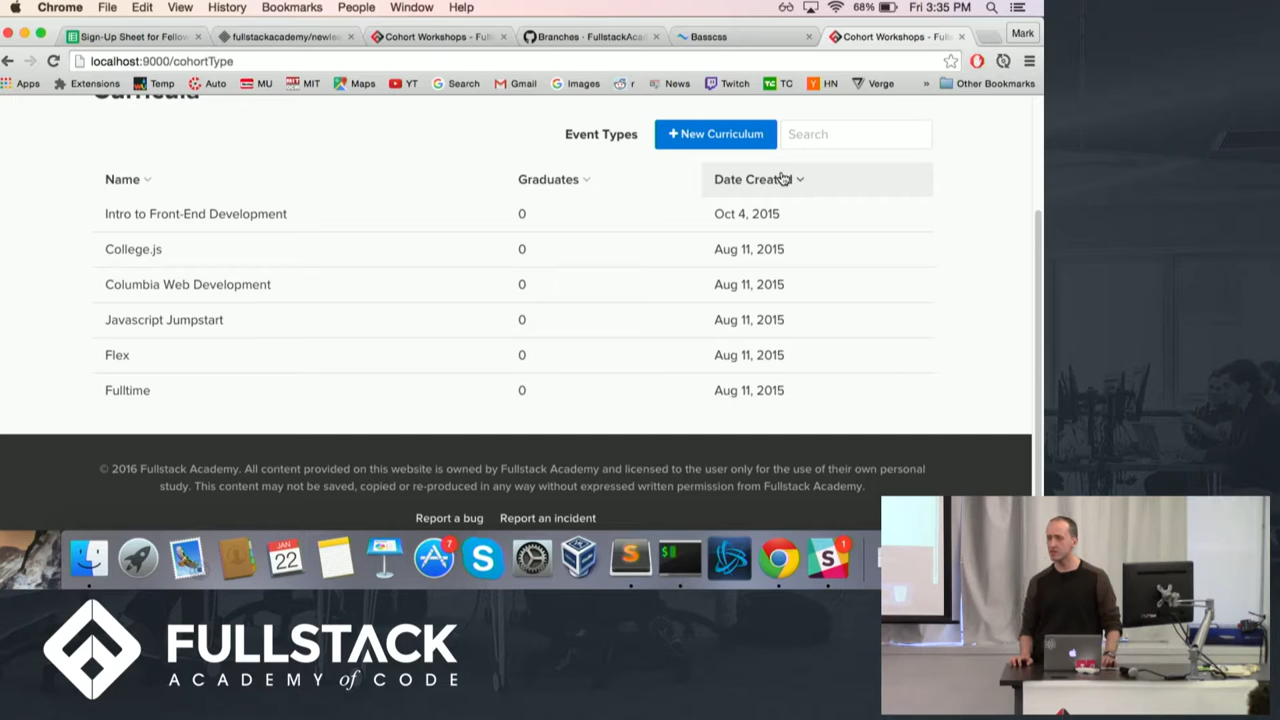 Chrome File Edit View History Bookmarks People Window Help 68% Fri 3:35 PM
Sign-Up Sheet for Fellow × fullstackacademy/newle × Cohort Workshops - Full × Branches · FullstackAca × Basscss × Cohort Workshops - Fulls × Mark
localhost:9000/cohortType
Apps Extensions Temp Auto MU MIT Maps YT Search Gmail Images r News Twitch TC HN Verge » Other Bookmarks
Curricula
Event Types + New Curriculum Search
Name Graduates Date Created
Intro to Front-End Development 0 Oct 4, 2015
College.js 0 Aug 11, 2015
Columbia Web Development 0 Aug 11, 2015
Javascript Jumpstart 0 Aug 11, 2015
Flex 0 Aug 11, 2015
Fulltime 0 Aug 11, 2015
© 2016 Fullstack Academy. All content provided on this website is owned by Fullstack Academy and licensed to the user only for the use of their own personal
study. This content may not be saved, copied or re-produced in any way without expressed written permission from Fullstack Academy.
Report a bug Report an incident
JAN
22
7
1
FULLSTACK
ACADEMY of CODE